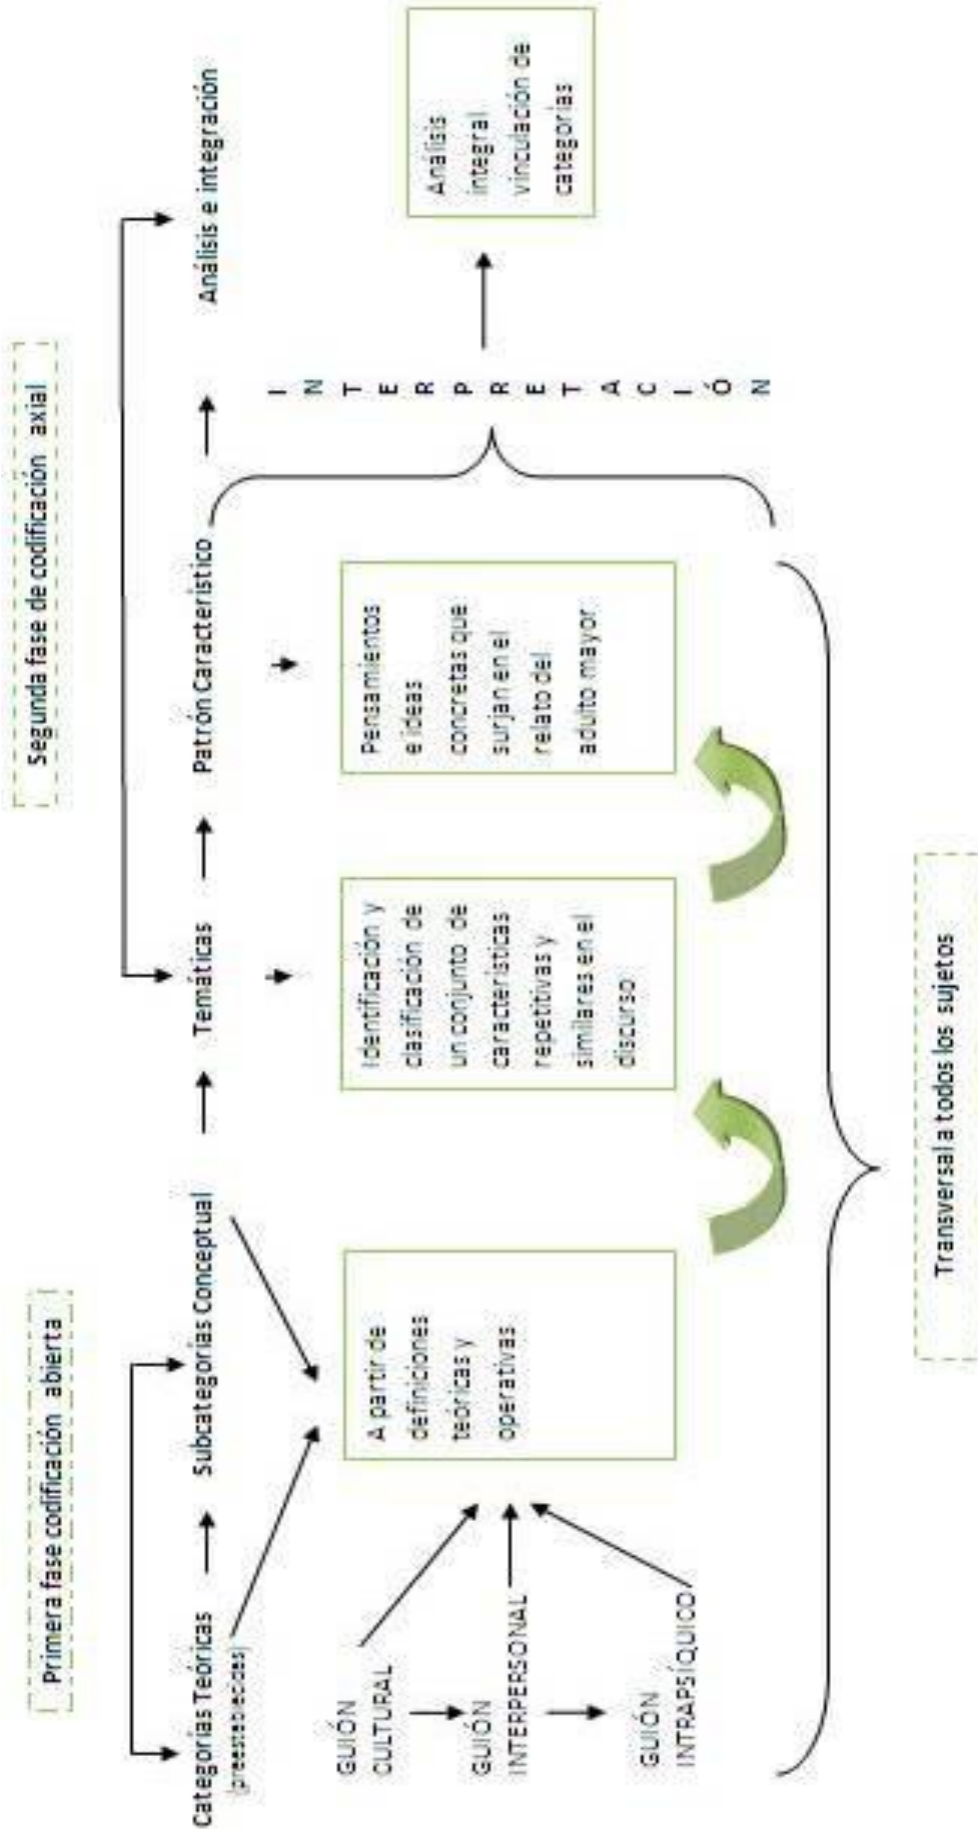 Primera fase codificación abierta
Segunda fase de codificación axial
Categorías Teóricas
(preestablecidas)
Subcategorías Conceptual
Temáticas
Patrón Característico
Análisis e integración
GUIÓN
CULTURAL
GUIÓN
INTERPERSONAL
GUIÓN
INTRAPSÍQUICO
A partir de
definiciones
teóricas y
operativas
Identificación y
clasificación de
un conjunto de
características
repetitivas y
similares en el
discurso
Pensamientos
e ideas
concretas que
surjan en el
relato del
adulto mayor
INTERPRETACIÓN
Análisis
integral
vinculación de
categorías
Transversal a todos los sujetos